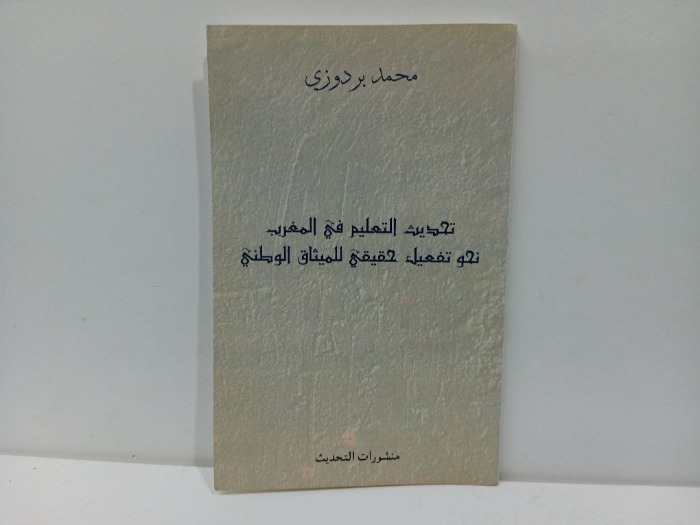 محمد بردوزي
تحديث التعليم في المغرب
نحو تفعيل حقيقي للميثاق الوطني
منشورات التحديث